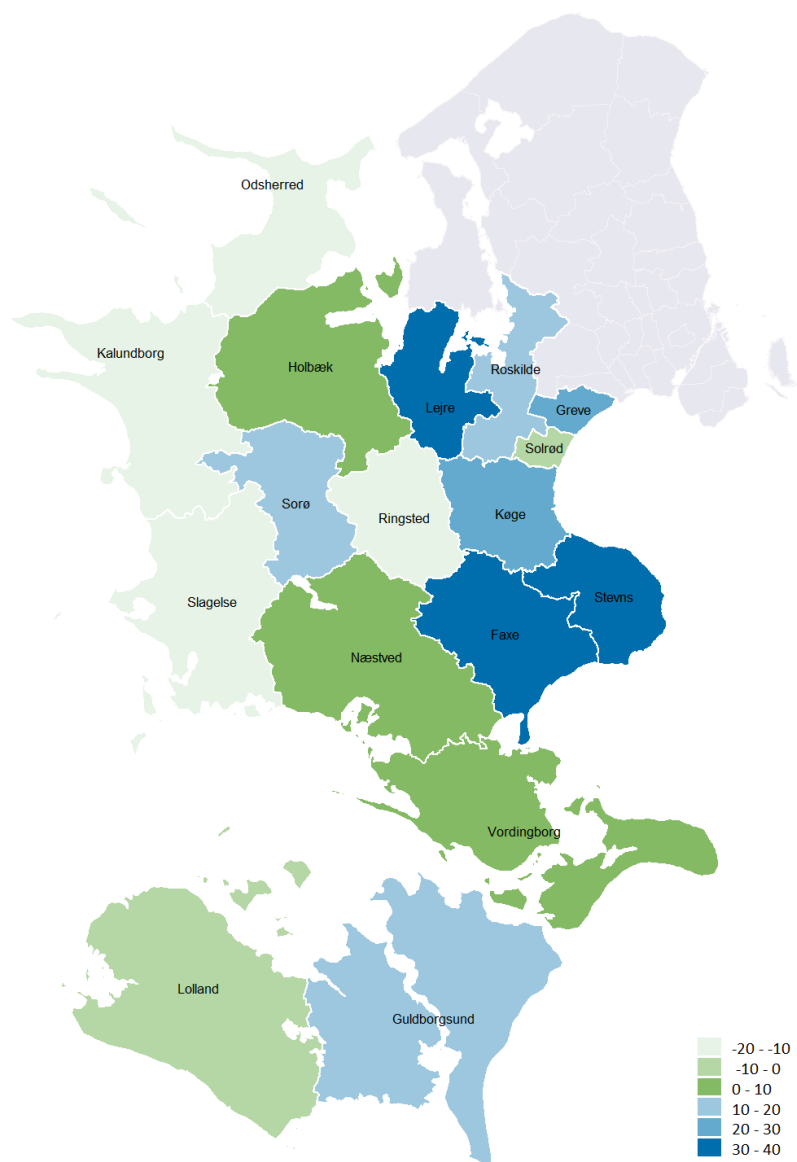 Odsherred
Kalundborg
Holbæk
Roskilde
Lejre
Greve
Solrød
Sorø
Ringsted
Køge
Slagelse
Stevns
Faxe
Næstved
Vordingborg
Lolland
Guldborgsund
-20 - -10
-10 - 0
0 - 10
10 - 20
20 - 30
30 - 40